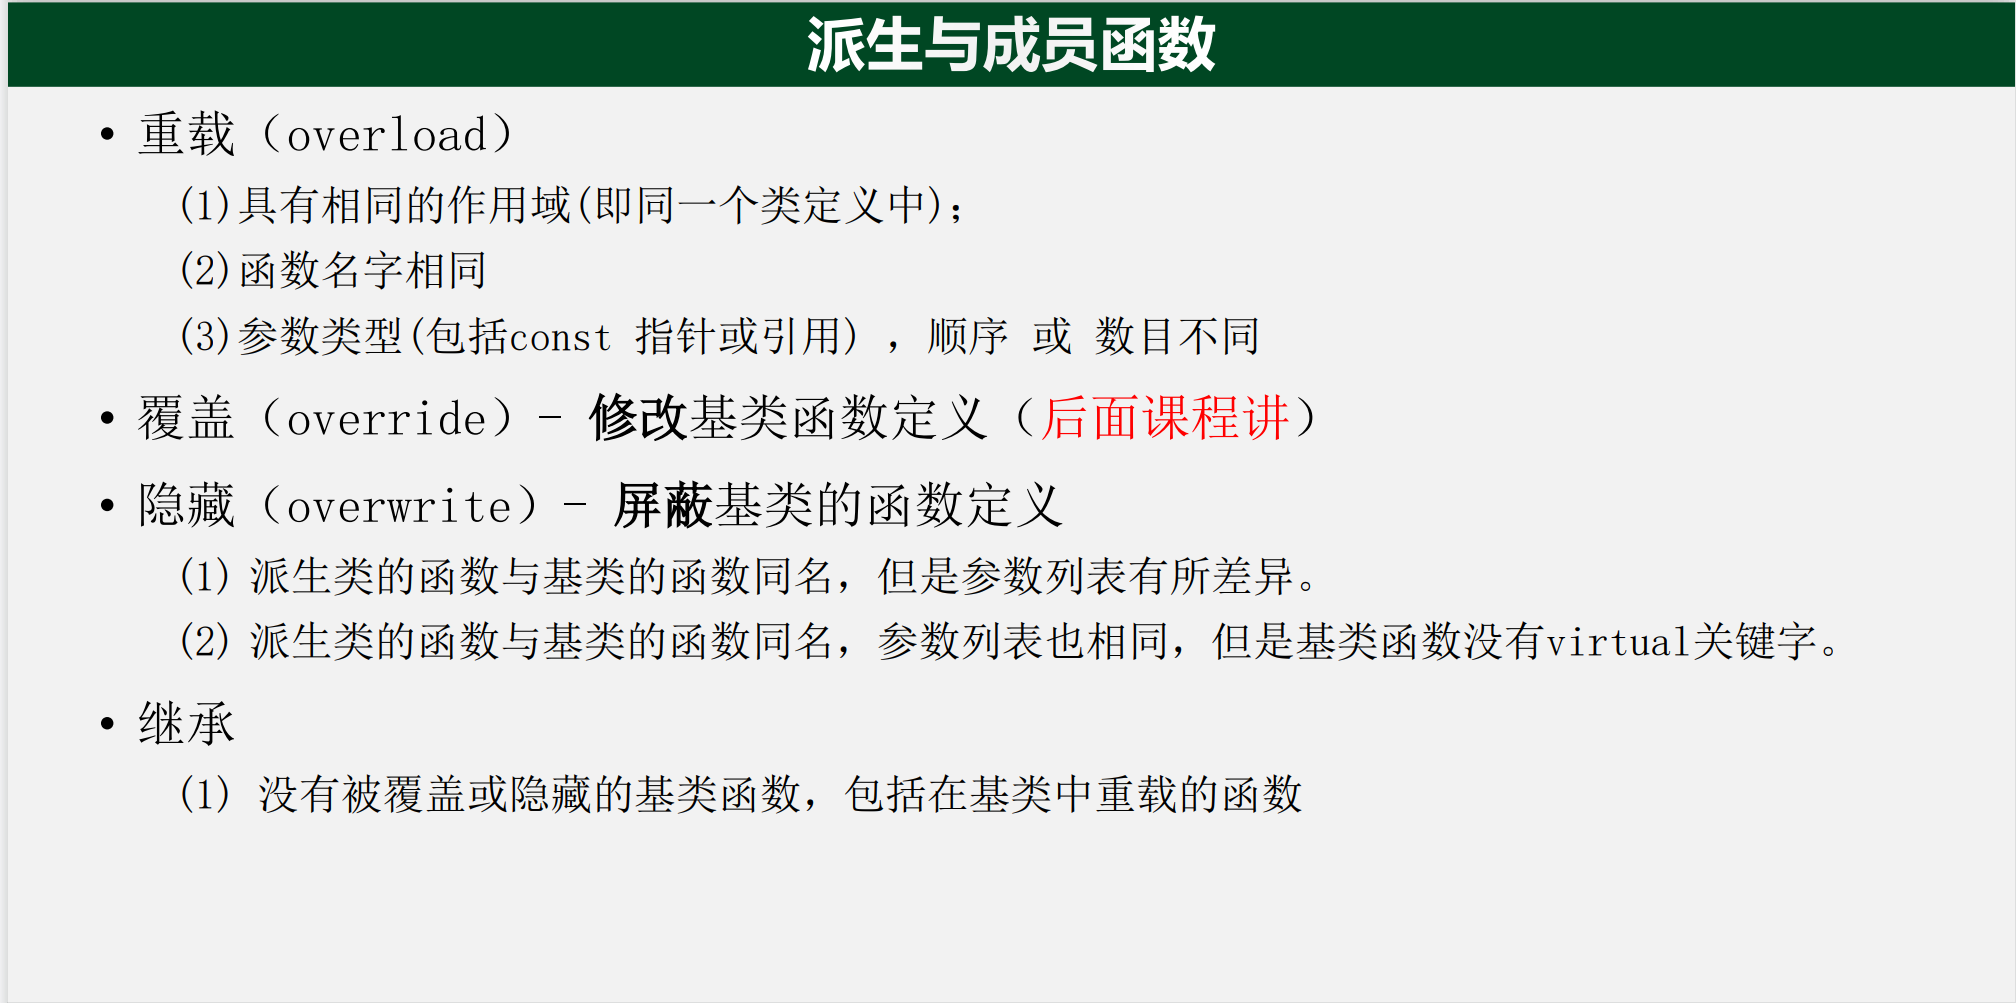 派生与成员函数
• 重载（overload）
(1)具有相同的作用域(即同一个类定义中)；
(2)函数名字相同
(3)参数类型(包括const 指针或引用) ，顺序 或 数目不同
• 覆盖（override）- 修改基类函数定义（后面课程讲）
• 隐藏（overwrite）- 屏蔽基类的函数定义
(1) 派生类的函数与基类的函数同名，但是参数列表有所差异。
(2) 派生类的函数与基类的函数同名，参数列表也相同，但是基类函数没有virtual关键字。
• 继承
(1) 没有被覆盖或隐藏的基类函数，包括在基类中重载的函数